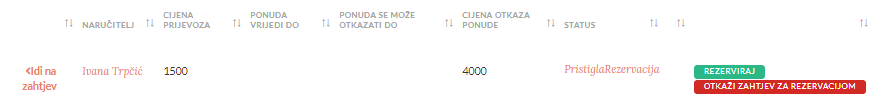 NARUČITELJ
CIJENA
PRIJEVOZA
PONUDA
VRIJEDI DO
PONUDA SE MOŽE
OTKAZATI DO
CIJENA OTKAZA
PONUDE
STATUS
<Idi na
zahtjev
Ivana Trpčić
1500
4000
PristiglaRezervacija
REZERVIRAJ
OTKAŽI ZAHTJEV ZA REZERVACIJOM